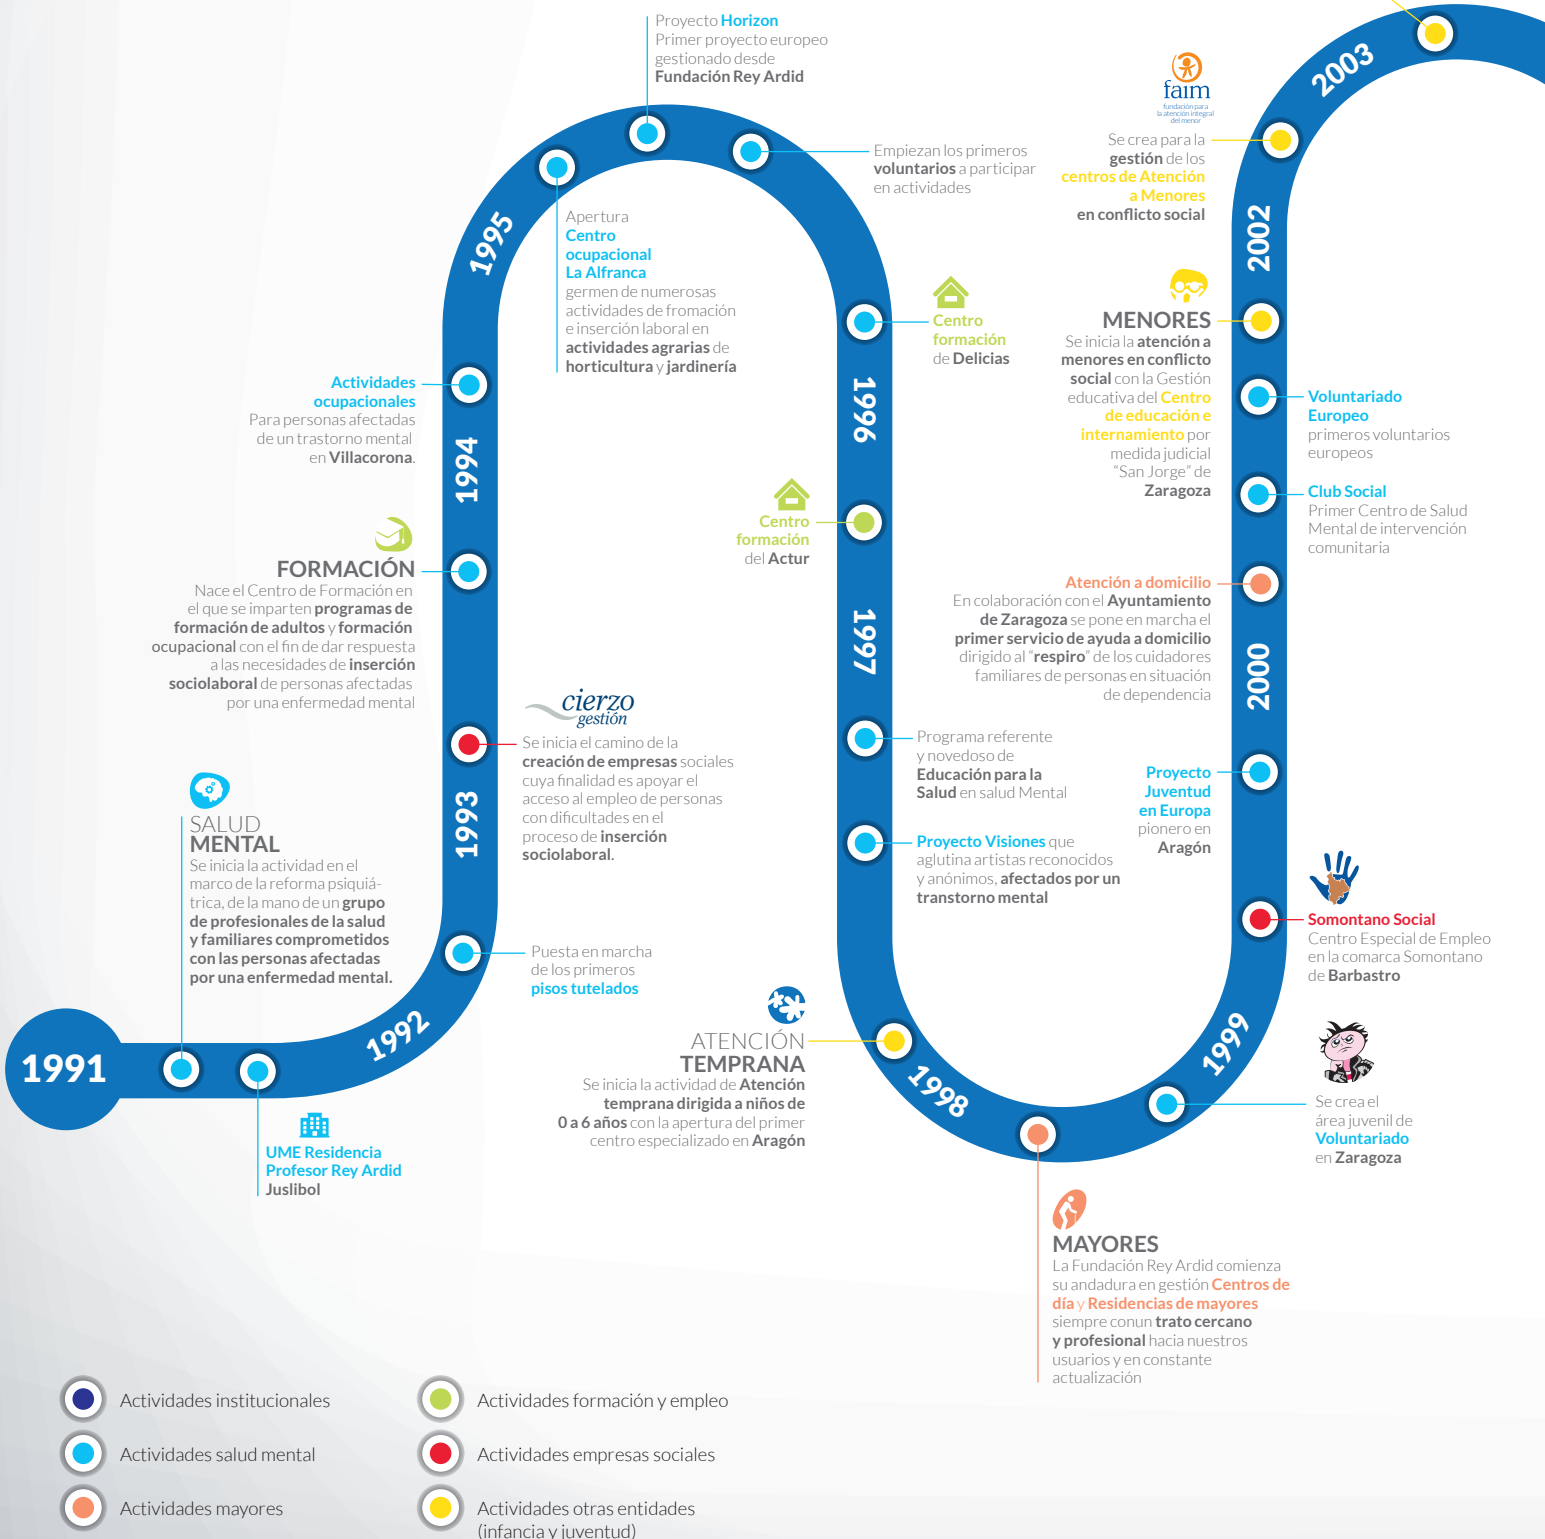 1991
SALUD
MENTAL
Se inicia la actividad en el
marco de la reforma psiquiá-
trica, de la mano de un grupo
de profesionales de la salud
y familiares comprometidos
con las personas afectadas
por una enfermedad mental.
UME Residencia
Profesor Rey Ardid
Juslibol
1992
Puesta en marcha
de los primeros
pisos tutelados
1993
cierzo
gestión
Se inicia el camino de la
creación de empresas sociales
cuya finalidad es apoyar el
acceso al empleo de personas
con dificultades en el
proceso de inserción
sociolaboral.
FORMACIÓN
Nace el Centro de Formación en
el que se imparten programas de
formación de adultos y formación
ocupacional con el fin de dar respuesta
a las necesidades de inserción
sociolaboral de personas afectadas
por una enfermedad mental
1994
Actividades
ocupacionales
Para personas afectadas
de un trastorno mental
en Villacorona.
1995
Apertura
Centro
ocupacional
La Alfranca
germen de numerosas
actividades de fromación
e inserción laboral en
actividades agrarias de
horticultura y jardinería
Proyecto Horizon
Primer proyecto europeo
gestionado desde
Fundación Rey Ardid
Empiezan los primeros
voluntarios a participar
en actividades
Centro
formación
de Delicias
1996
Centro
formación
del Actur
1997
Programa referente
y novedoso de
Educación para la
Salud en salud Mental
Proyecto Visiones que
aglutina artistas reconocidos
y anónimos, afectados por un
transtorno mental
ATENCIÓN
TEMPRANA
Se inicia la actividad de Atención
temprana dirigida a niños de
0 a 6 años con la apertura del primer
centro especializado en Aragón
1998
MAYORES
La Fundación Rey Ardid comienza
su andadura en gestión Centros de
día y Residencias de mayores
siempre conun trato cercano
y profesional hacia nuestros
usuarios y en constante
actualización
Se crea el
área juvenil de
Voluntariado
en Zaragoza
1999
Somontano Social
Centro Especial de Empleo
en la comarca Somontano
de Barbastro
Proyecto
Juventud
en Europa
pionero en
Aragón
2000
Atención a domicilio
En colaboración con el Ayuntamiento
de Zaragoza se pone en marcha el
primer servicio de ayuda a domicilio
dirigido al "respiro" de los cuidadores
familiares de personas en situación
de dependencia
Club Social
Primer Centro de Salud
Mental de intervención
comunitaria
Voluntariado
Europeo
primeros voluntarios
europeos
MENORES
Se inicia la atención a
menores en conflicto
social con la Gestión
educativa del Centro
de educación e
internamiento por
medida judicial
“San Jorge” de
Zaragoza
2002
faim
fundación para
la atención integral
del menor
Se crea para la
gestión de los
centros de Atención
a Menores
en conflicto social
2003
Actividades institucionales
Actividades salud mental
Actividades mayores
Actividades formación y empleo
Actividades empresas sociales
Actividades otras entidades
(infancia y juventud)